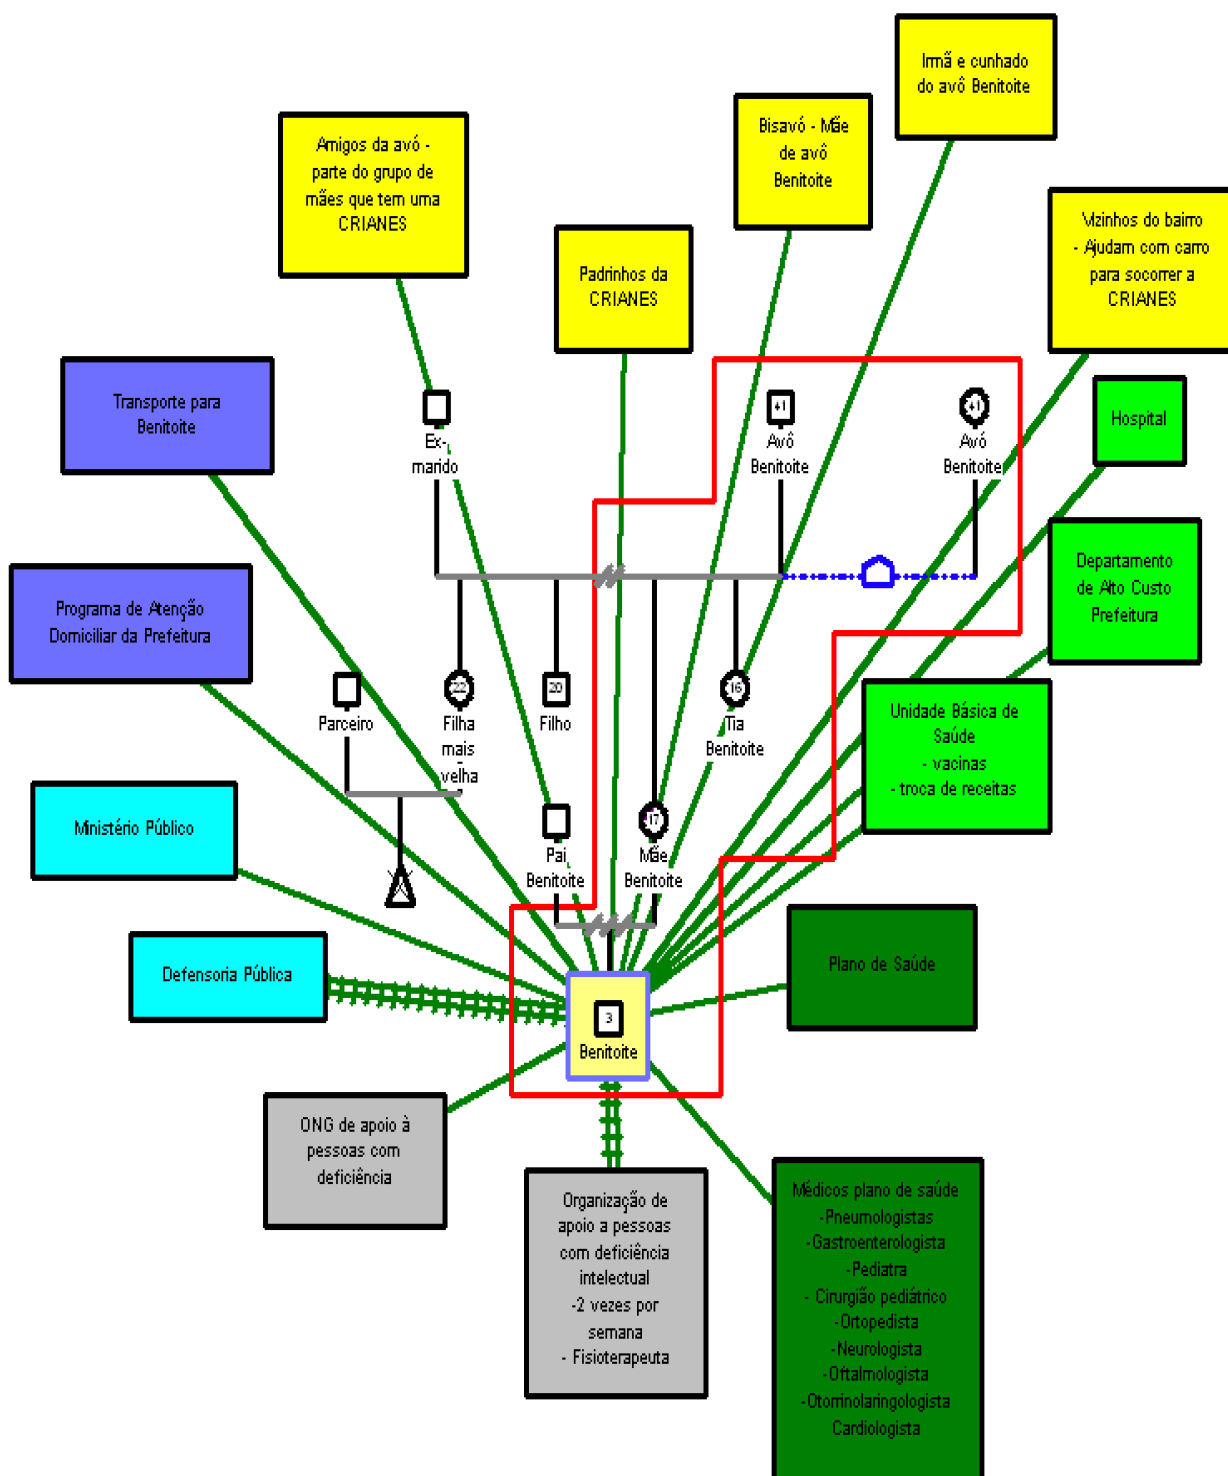 Irmã e cunhado
do avô Benitoite
Bisavó - Mãe
de avô
Benitoite
Amigos da avó -
parte do grupo de
mães que tem uma
CRIANES
Vizinhos do bairro
- Ajudam com carro
para socorrer a
CRIANES
Padrinhos da
CRIANES
Transporte para
Benitoite
Hospital
Ex-
marido
41
Avô
Benitoite
41
Avó
Benitoite
Departamento
de Alto Custo
Prefeitura
Programa de Atenção
Domiciliar da Prefeitura
Parceiro
22
Filha
mais
velha
20
Filho
16
Tia
Benitoite
Unidade Básica de
Saúde
- vacinas
- troca de receitas
Ministério Público
Pai
Benitoite
17
Mãe
Benitoite
Defensoria Pública
Plano de Saúde
3
Benitoite
ONG de apoio à
pessoas com
deficiência
Organização de
apoio a pessoas
com deficiência
intelectual
-2 vezes por
semana
- Fisioterapeuta
Médicos plano de saúde
-Pneumologistas
-Gastroenterologista
-Pediatra
- Cirurgião pediátrico
-Ortopedista
-Neurologista
-Oftalmologista
-Otorrinolaringologista
Cardiologista